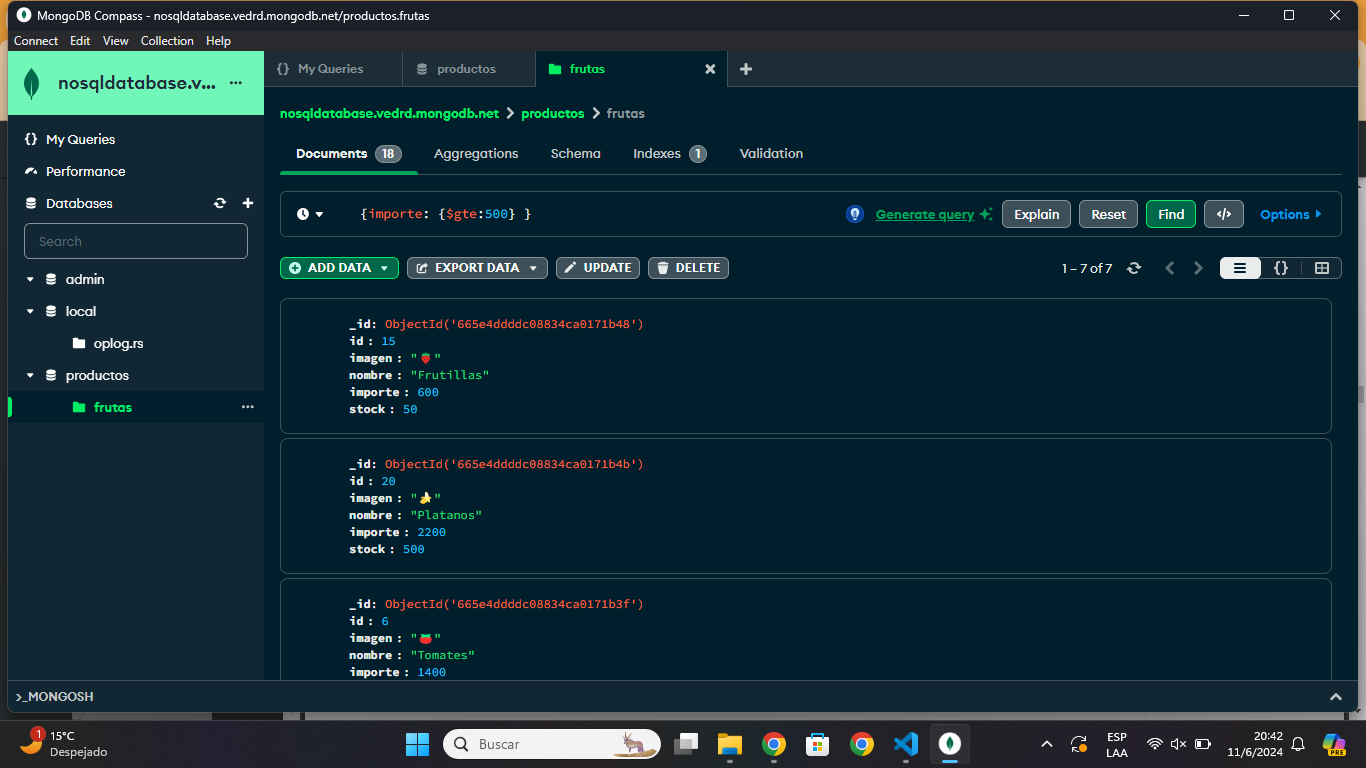 MongoDB Compass - nosqldatabase.vedrd.mongodb.net/productos.frutas
Connect Edit View Collection Help
nosqldatabase.v...
My Queries
productos
frutas
My Queries
Performance
Databases
Search
admin
local
oplog.rs
productos
frutas
nosqldatabase.vedrd.mongodb.net > productos > frutas
Documents 18 Aggregations Schema Indexes 1 Validation
{importe: {$gte:500} }
Generate query Explain Reset Find </> Options
ADD DATA EXPORT DATA UPDATE DELETE
1 – 7 of 7 {}
_id: ObjectId('665e4ddddc08834ca0171b48')
id : 15
imagen : "🍓"
nombre : "Frutillas"
importe : 600
stock : 50
_id: ObjectId('665e4ddddc08834ca0171b4b')
id : 20
imagen : "🍌"
nombre : "Platanos"
importe : 2200
stock : 500
_id: ObjectId('665e4ddddc08834ca0171b3f')
id : 6
imagen : "🍅"
nombre : "Tomates"
importe : 1400
>_MONGOSH
1
15°C
Despejado
Buscar
ESP
LAA
20:42
11/6/2024
PRE